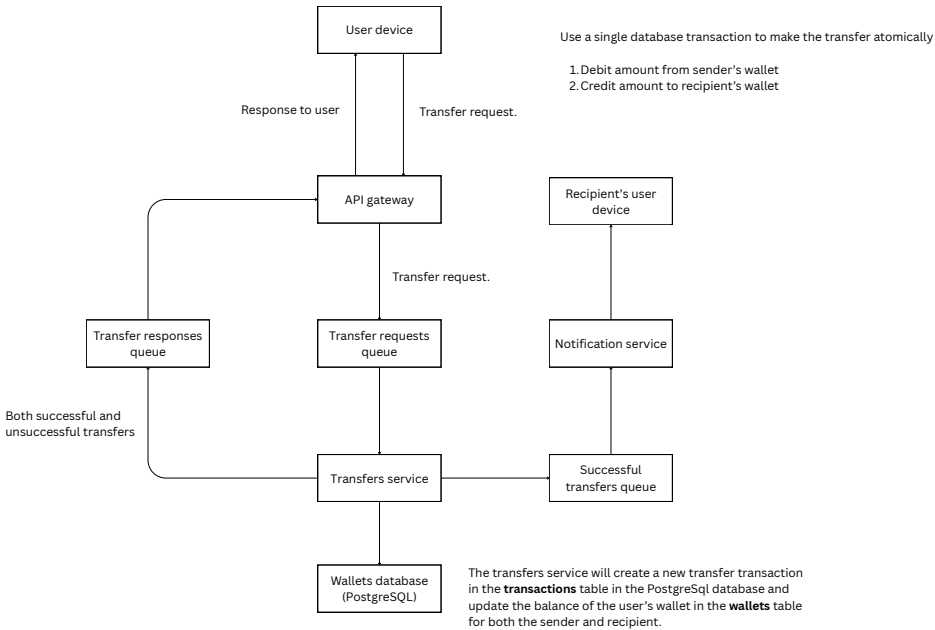 User device
Use a single database transaction to make the transfer atomically
1. Debit amount from sender's wallet
2. Credit amount to recipient's wallet
Response to user
Transfer request.
API gateway
Recipient's user
device
Transfer request.
Transfer responses
queue
Transfer requests
queue
Notification service
Both successful and
unsuccessful transfers
Transfers service
Successful
transfers queue
Wallets database
(PostgreSQL)
The transfers service will create a new transfer transaction
in the transactions table in the PostgreSql database and
update the balance of the user's wallet in the wallets table
for both the sender and recipient.